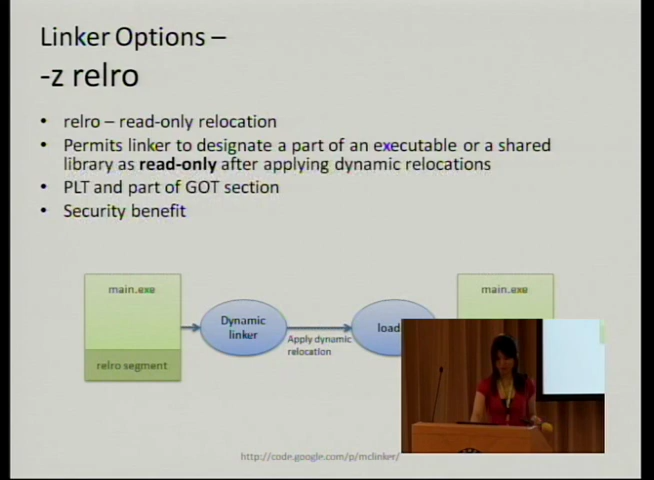 Linker Options –
-z relro
• relro – read-only relocation
• Permits linker to designate a part of an executable or a shared
library as read-only after applying dynamic relocations
• PLT and part of GOT section
• Security benefit
main.exe
Dynamic
linker
Apply dynamic
relocation
main.exe
relro segment
http://code.google.com/p/mclinker/